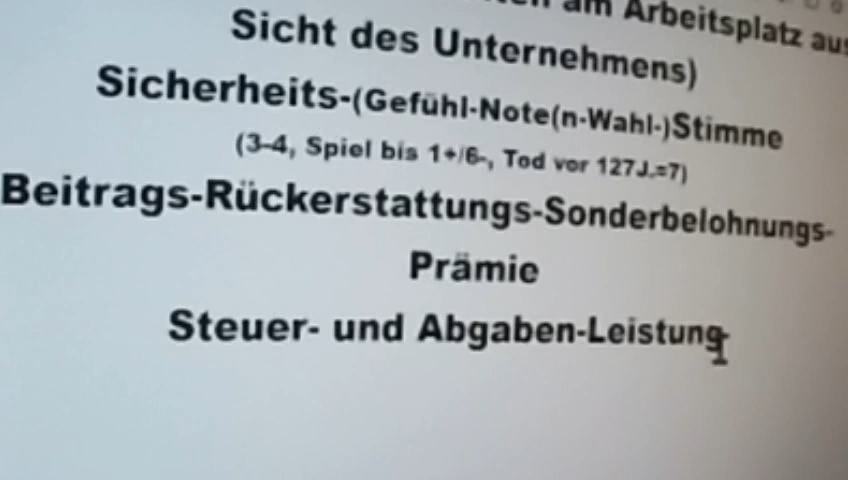 am Arbeitsplatz aus
Sicht des Unternehmens)
Sicherheits-(Gefühl-Note(n-Wahl-)Stimme
(3-4, Spiel bis 1+/6-, Tod vor 127J.=7)
Beitrags-Rückerstattungs-Sonderbelohnungs-
Prämie
Steuer- und Abgaben-Leistung